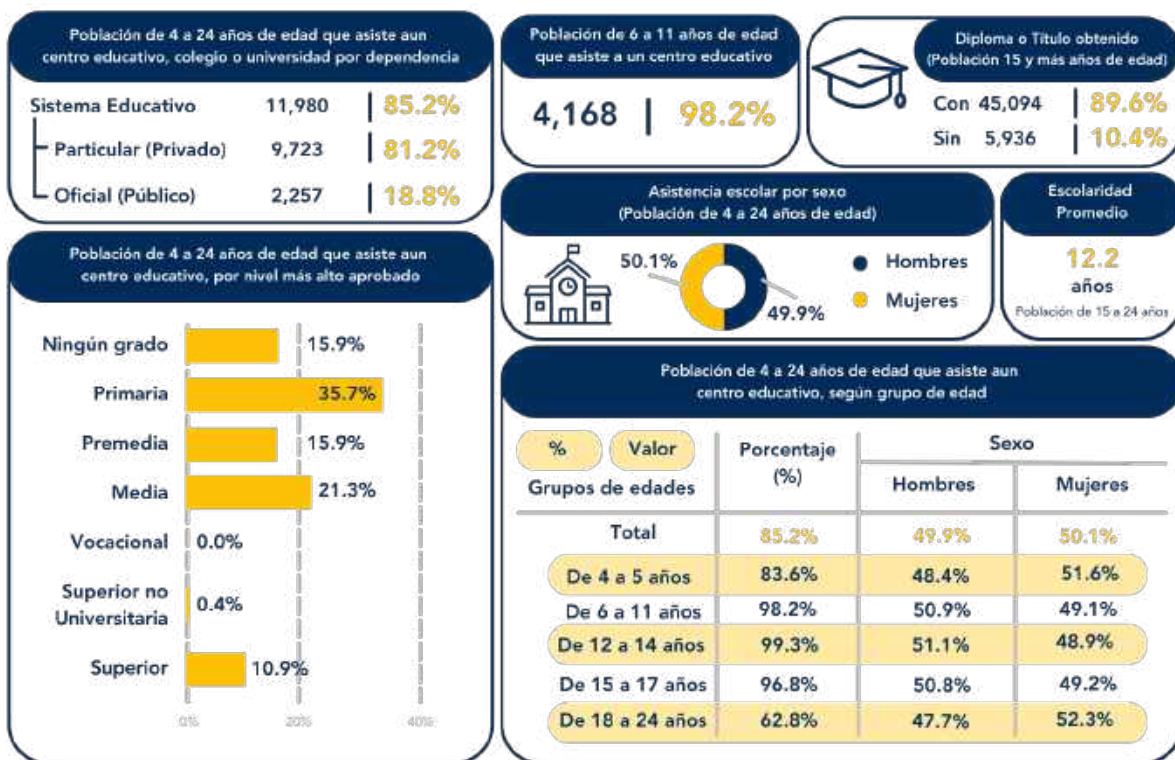 Población de 4 a 24 años de edad que asiste aun
centro educativo, colegio o universidad por dependencia
Sistema Educativo 11,980 85.2%
Particular (Privado) 9,723 81.2%
Oficial (Público) 2,257 18.8%
Población de 6 a 11 años de edad
que asiste a un centro educativo
4,168 98.2%
Diploma o Título obtenido
(Población 15 y más años de edad)
Con 45,094 89.6%
Sin 5,936 10.4%
Asistencia escolar por sexo
(Población de 4 a 24 años de edad)
50.1%
49.9%
Hombres
Mujeres
Escolaridad
Promedio
12.2
años
Población de 15 a 24 años
Población de 4 a 24 años de edad que asiste aun
centro educativo, por nivel más alto aprobado
Ningún grado 15.9%
Primaria 35.7%
Premedia 15.9%
Media 21.3%
Vocacional 0.0%
Superior no
Universitaria 0.4%
Superior 10.9%
0% 20% 40%
Población de 4 a 24 años de edad que asiste aun
centro educativo, según grupo de edad
% Valor
Grupos de edades
Porcentaje
(%)
Sexo
Hombres Mujeres
Total 85.2% 49.9% 50.1%
De 4 a 5 años 83.6% 48.4% 51.6%
De 6 a 11 años 98.2% 50.9% 49.1%
De 12 a 14 años 99.3% 51.1% 48.9%
De 15 a 17 años 96.8% 50.8% 49.2%
De 18 a 24 años 62.8% 47.7% 52.3%